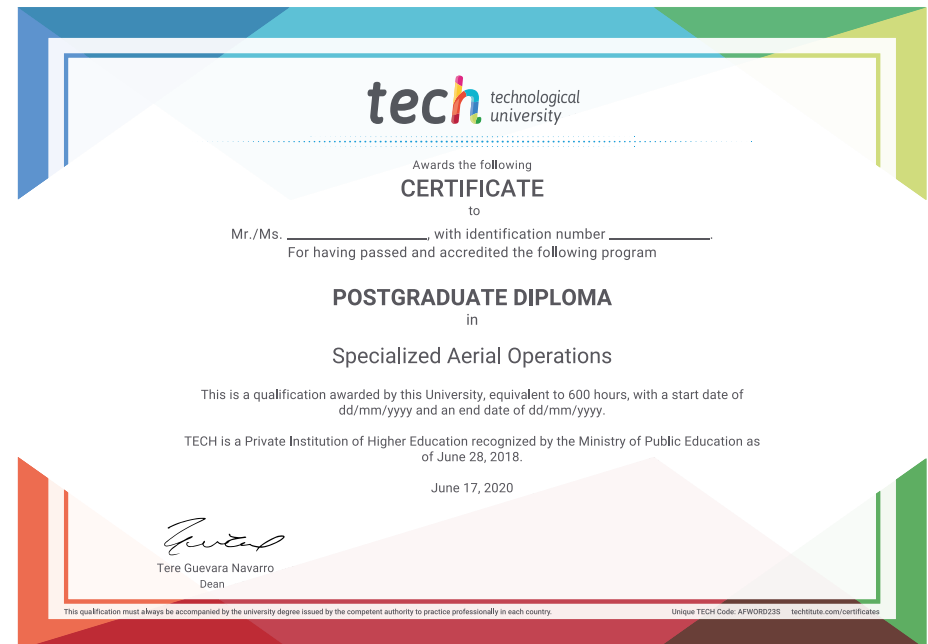 tech technological
university
Awards the following
CERTIFICATE
to
Mr./Ms. ____________________, with identification number ______________.
For having passed and accredited the following program
POSTGRADUATE DIPLOMA
in
Specialized Aerial Operations
This is a qualification awarded by this University, equivalent to 600 hours, with a start date of
dd/mm/yyyy and an end date of dd/mm/yyyy.
TECH is a Private Institution of Higher Education recognized by the Ministry of Public Education as
of June 28, 2018.
June 17, 2020
Tere Guevara Navarro
Dean
This qualification must always be accompanied by the university degree issued by the competent authority to practice professionally in each country. Unique TECH Code: AFWORD23S techtitute.com/certificates